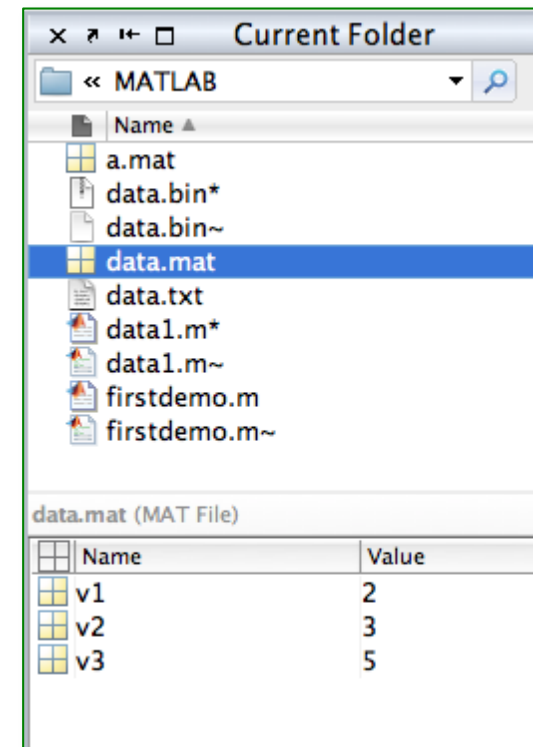 Current Folder
« MATLAB
Name
a.mat
data.bin*
data.bin~
data.mat
data.txt
data1.m*
data1.m~
firstdemo.m
firstdemo.m~
data.mat (MAT File)
Name Value
v1 2
v2 3
v3 5